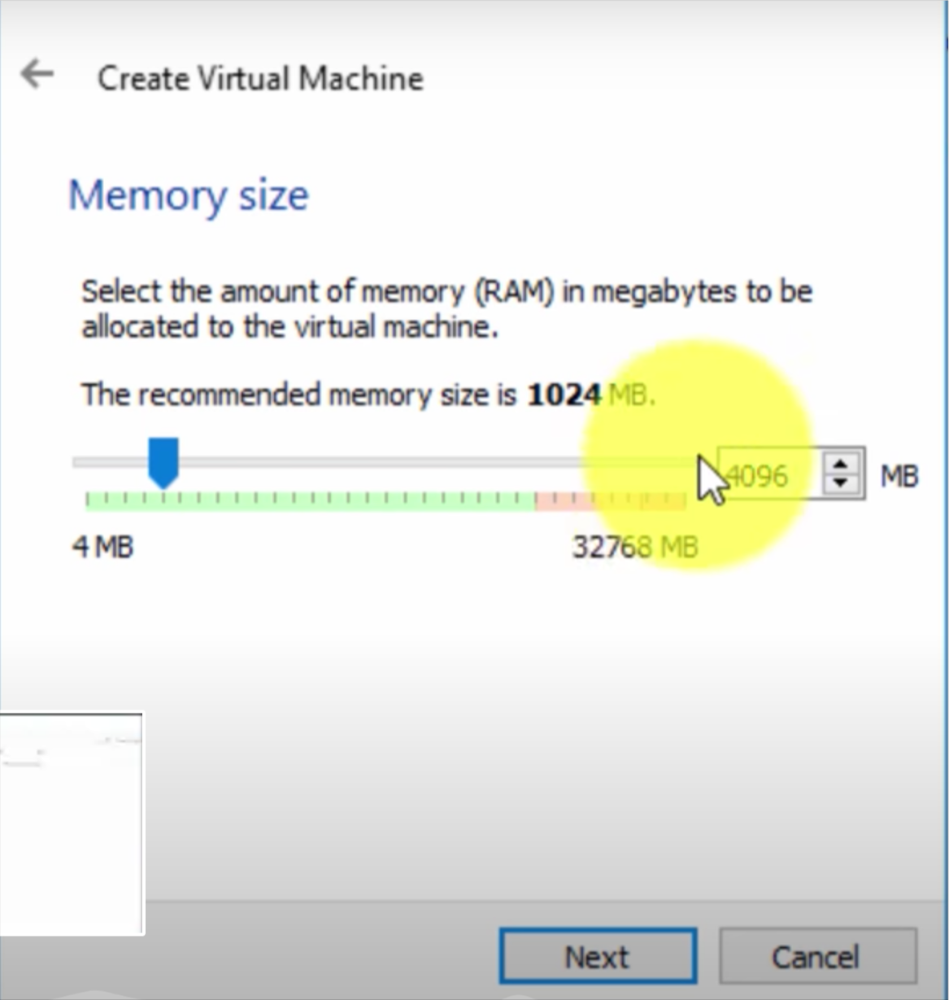 Create Virtual Machine
Memory size
Select the amount of memory (RAM) in megabytes to be
allocated to the virtual machine.
The recommended memory size is 1024 MB.
4096 MB
4 MB 32768 MB
Next Cancel